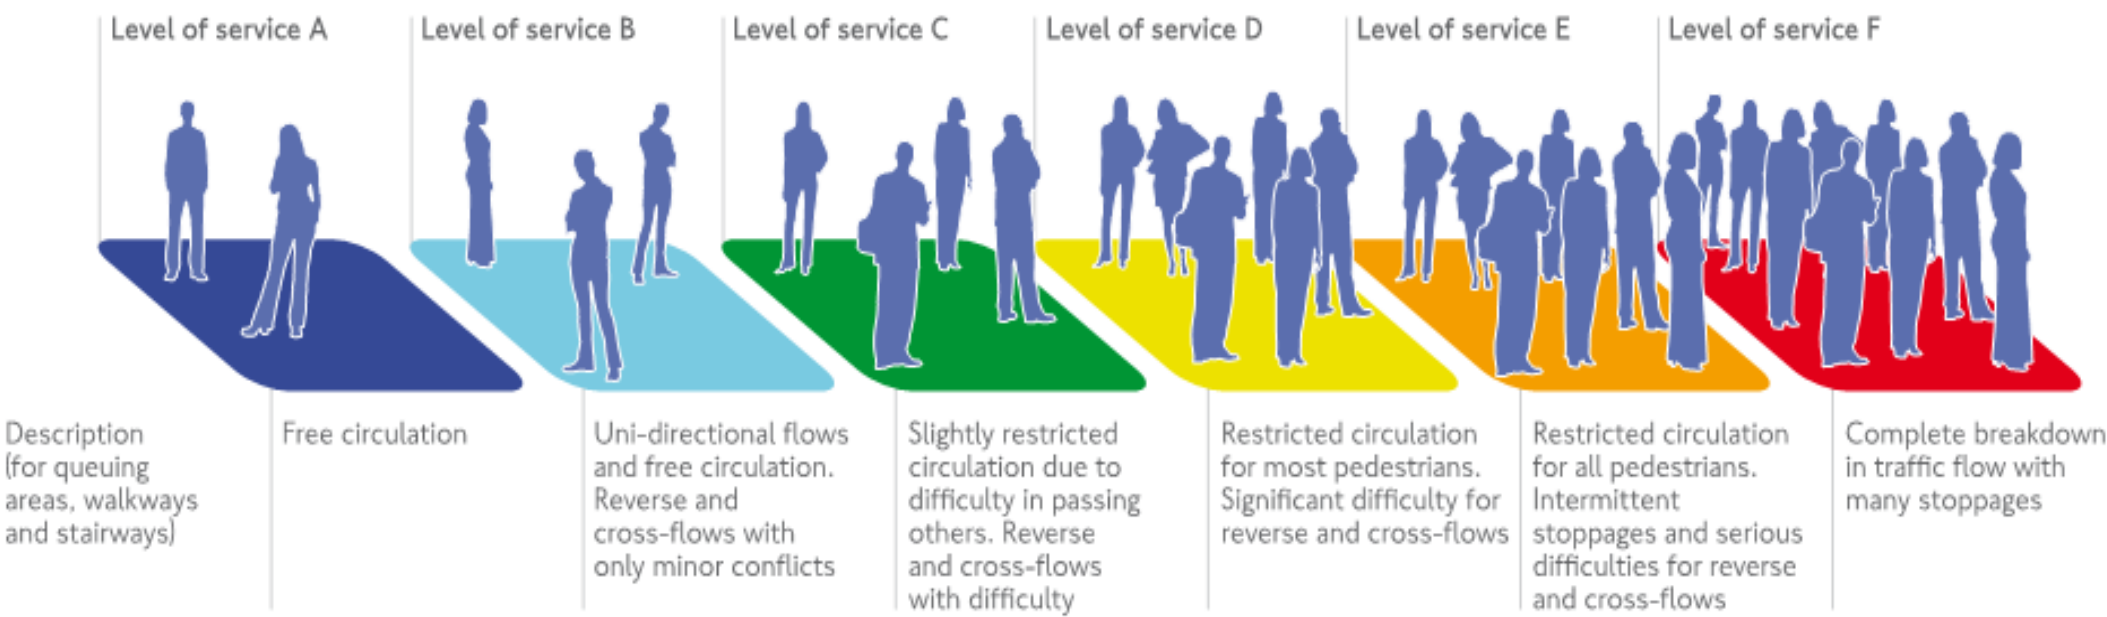 Level of service A
Level of service B
Level of service C
Level of service D
Level of service E
Level of service F
Description
(for queuing
areas, walkways
and stairways)
Free circulation
Uni-directional flows
and free circulation.
Reverse and
cross-flows with
only minor conflicts
Slightly restricted
circulation due to
difficulty in passing
others. Reverse
and cross-flows
with difficulty
Restricted circulation
for most pedestrians.
Significant difficulty for
reverse and cross-flows
Restricted circulation
for all pedestrians.
Intermittent
stoppages and serious
difficulties for reverse
and cross-flows
Complete breakdown
in traffic flow with
many stoppages